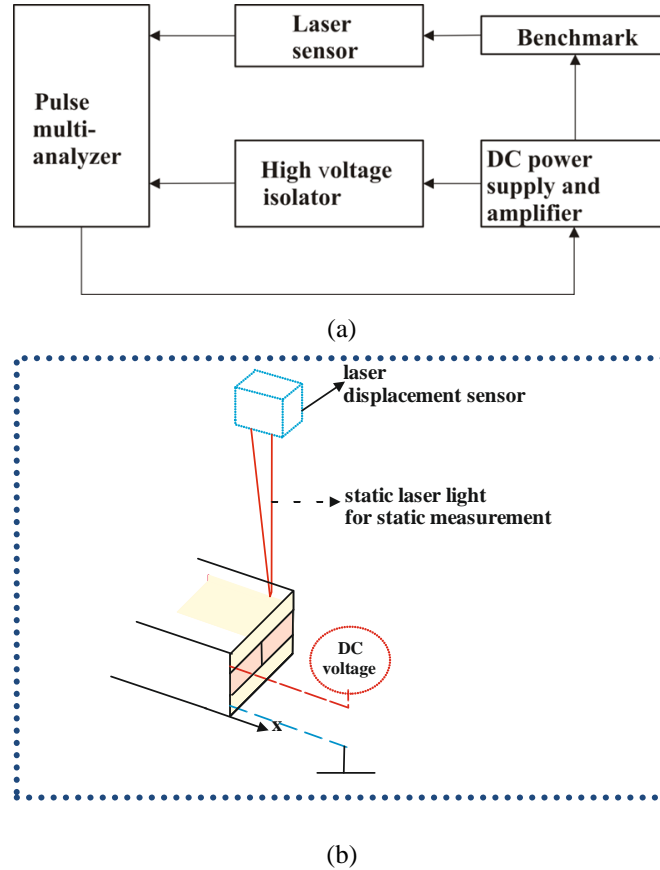 Laser
sensor
Benchmark
Pulse
multi-
analyzer
High voltage
isolator
DC power
supply and
amplifier
(a)
laser
displacement sensor
static laser light
for static measurement
DC
voltage
x
(b)